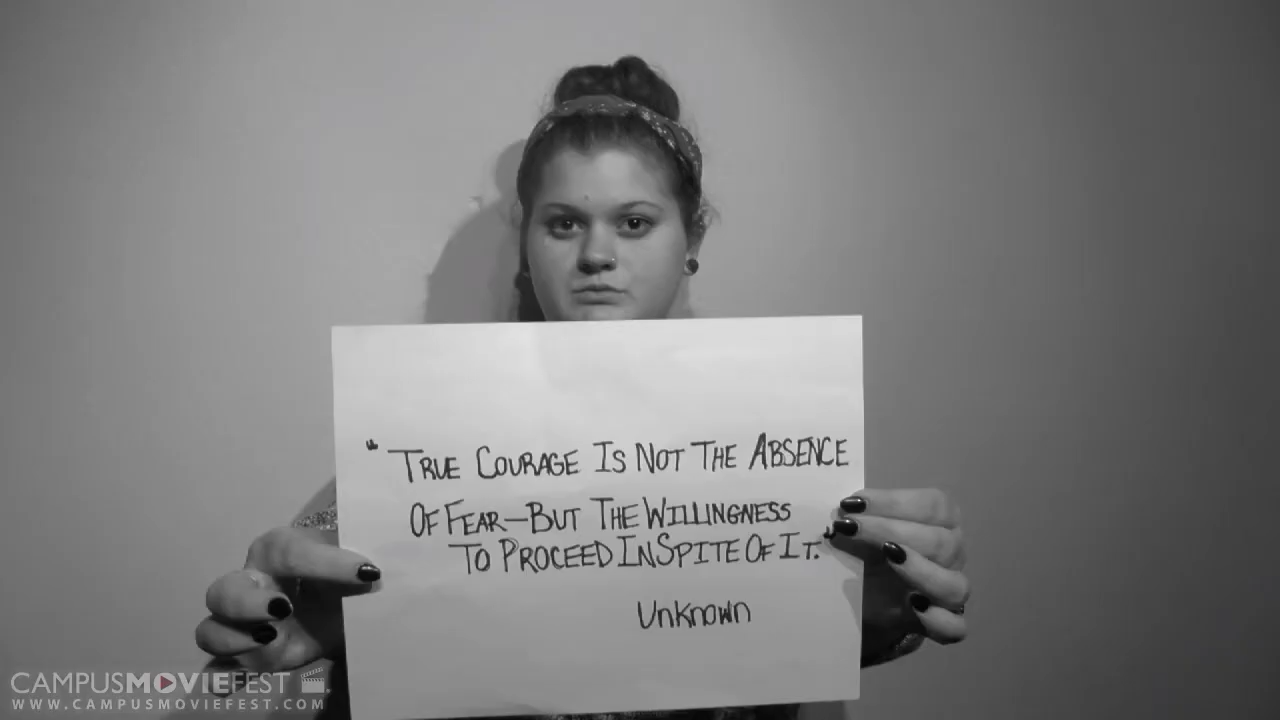 " TRUE COURAGE IS NOT THE ABSENCE
OF FEAR—BUT THE WILLINGNESS
TO PROCEED IN SPITE OF IT."
Unknown
CAMPUSMOVIEFEST
WWW.CAMPUSMOVIEFEST.COM